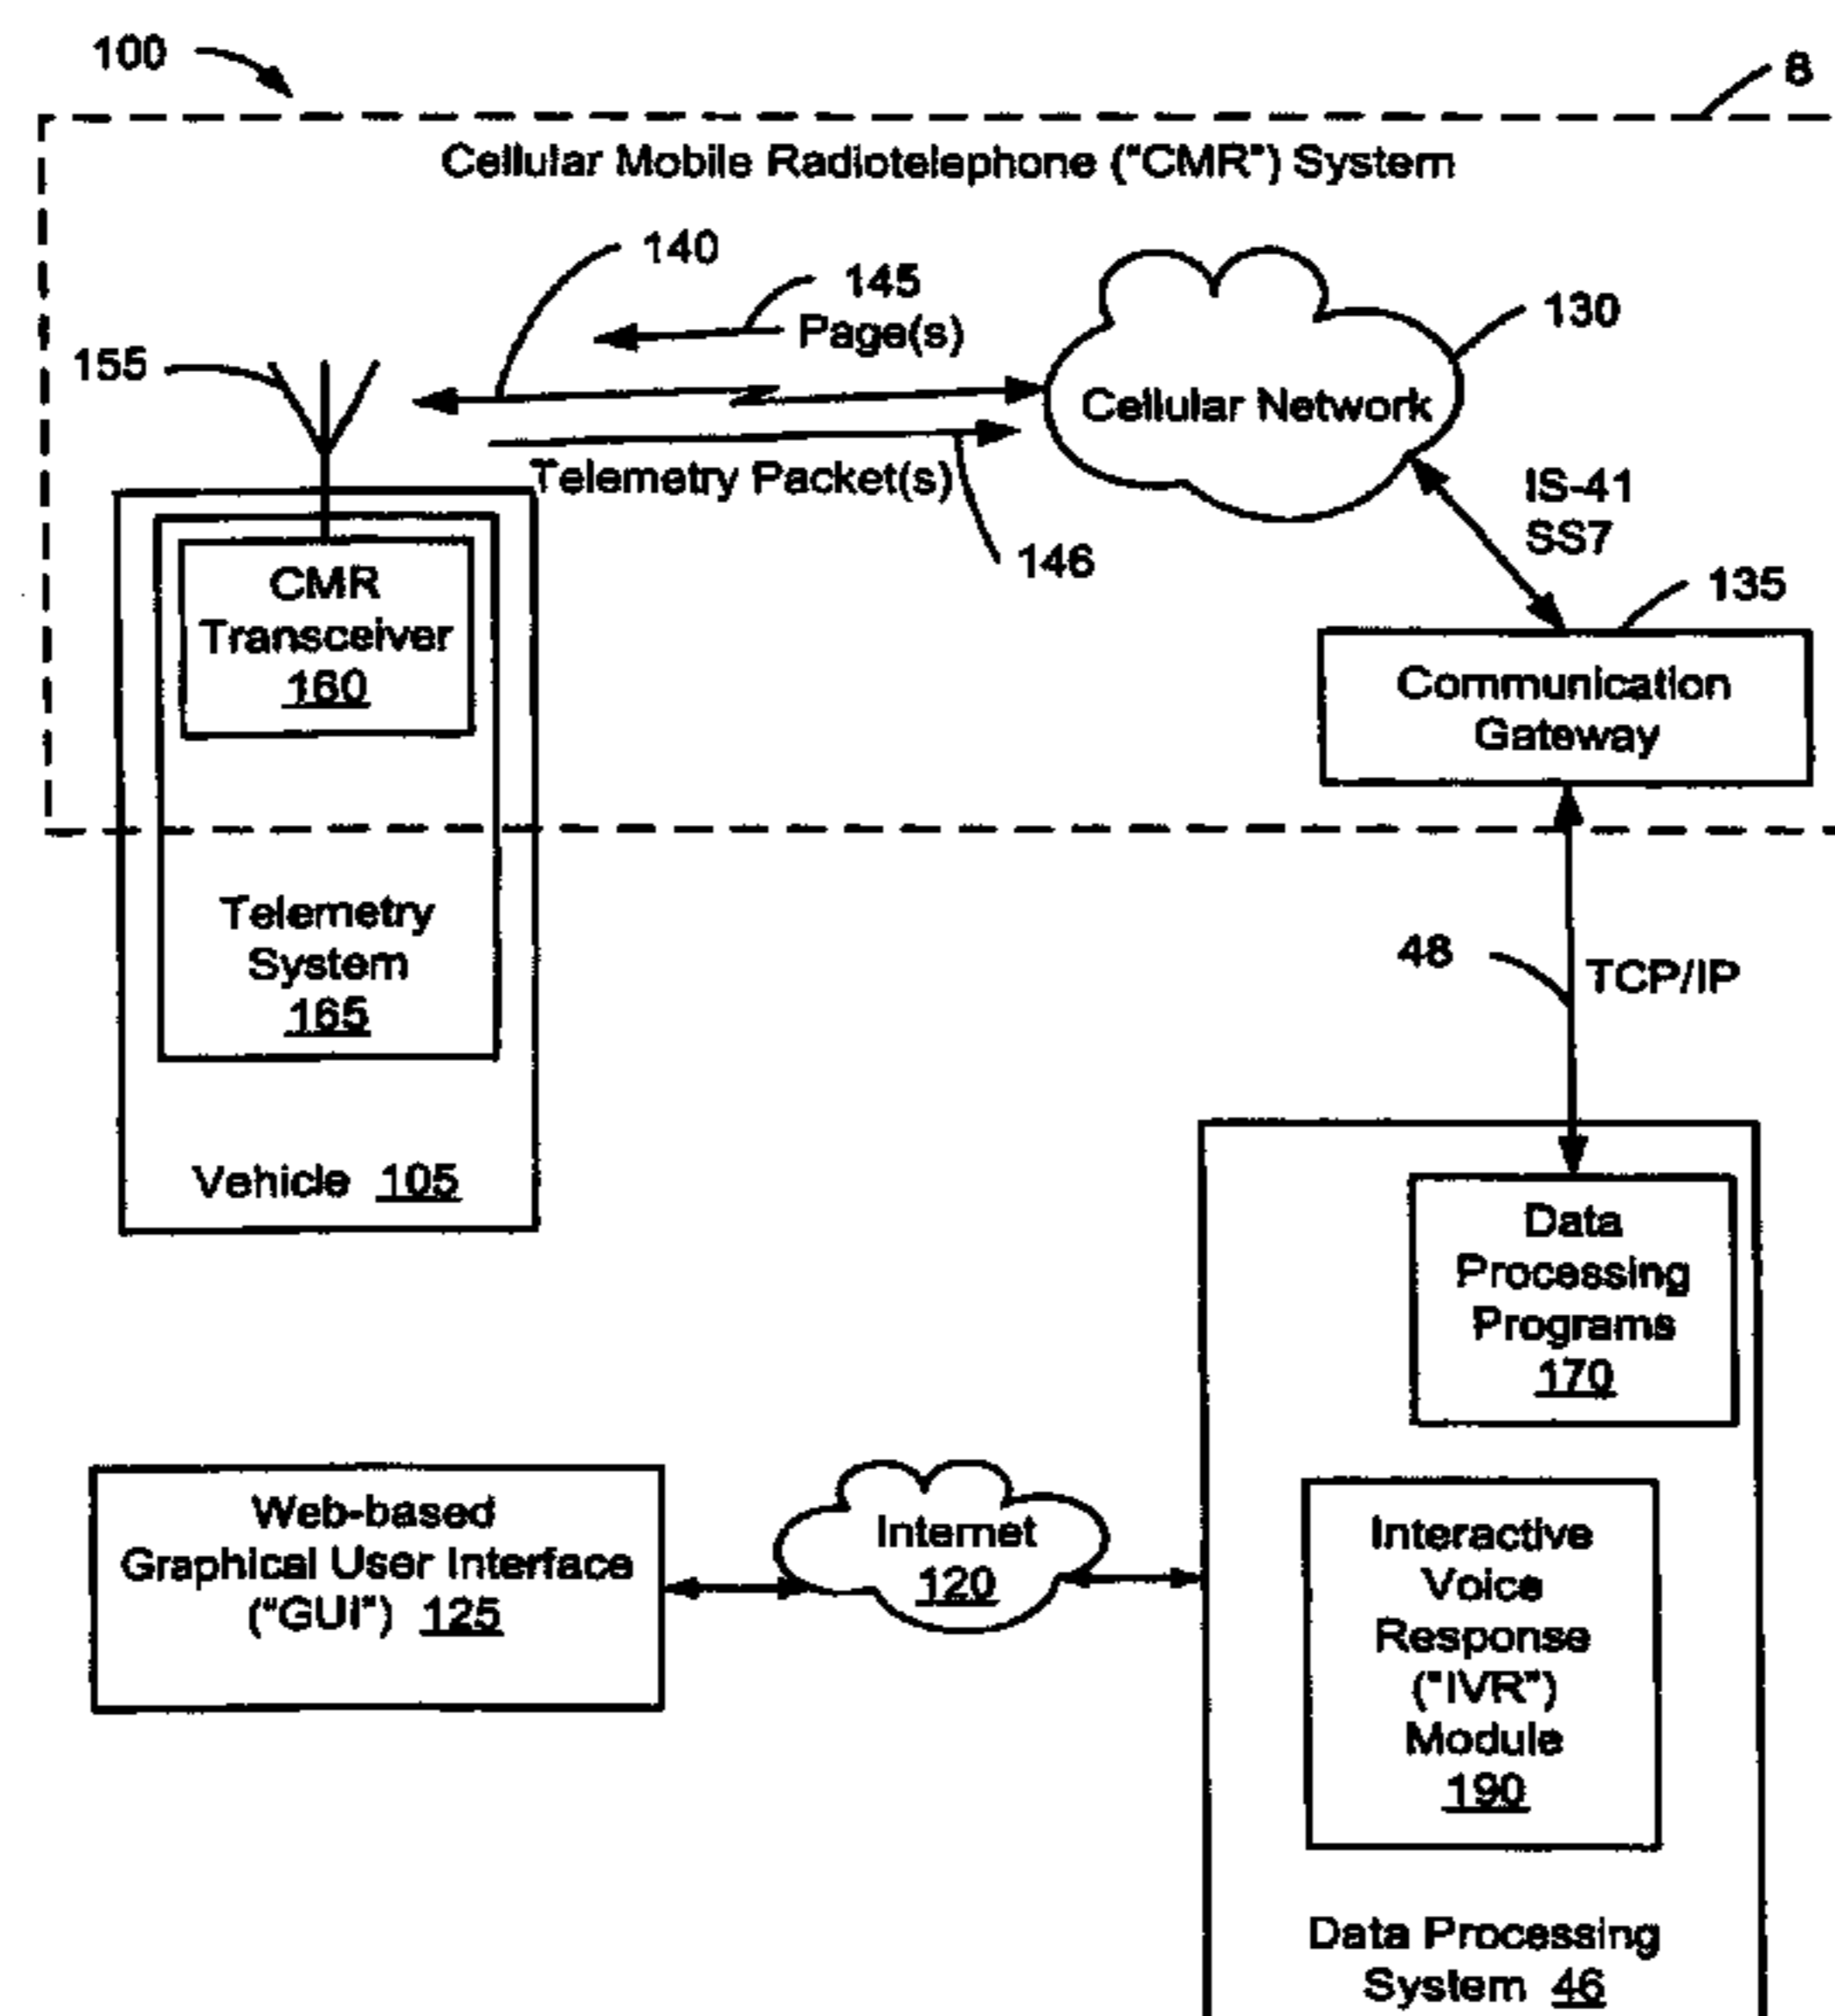 100
8
Cellular Mobile Radiotelephone ("CMR") System
140
145
Page(s)
130
155
Cellular Network
Telemetry Packet(s)
146
IS-41
SS7
135
CMR
Transceiver
160
Communication
Gateway
Telemetry
System
165
48
TCP/IP
Vehicle 105
Data
Processing
Programs
170
Web-based
Graphical User Interface
("GUI") 125
Internet
120
Interactive
Voice
Response
("IVR")
Module
190
Data Processing
System 46